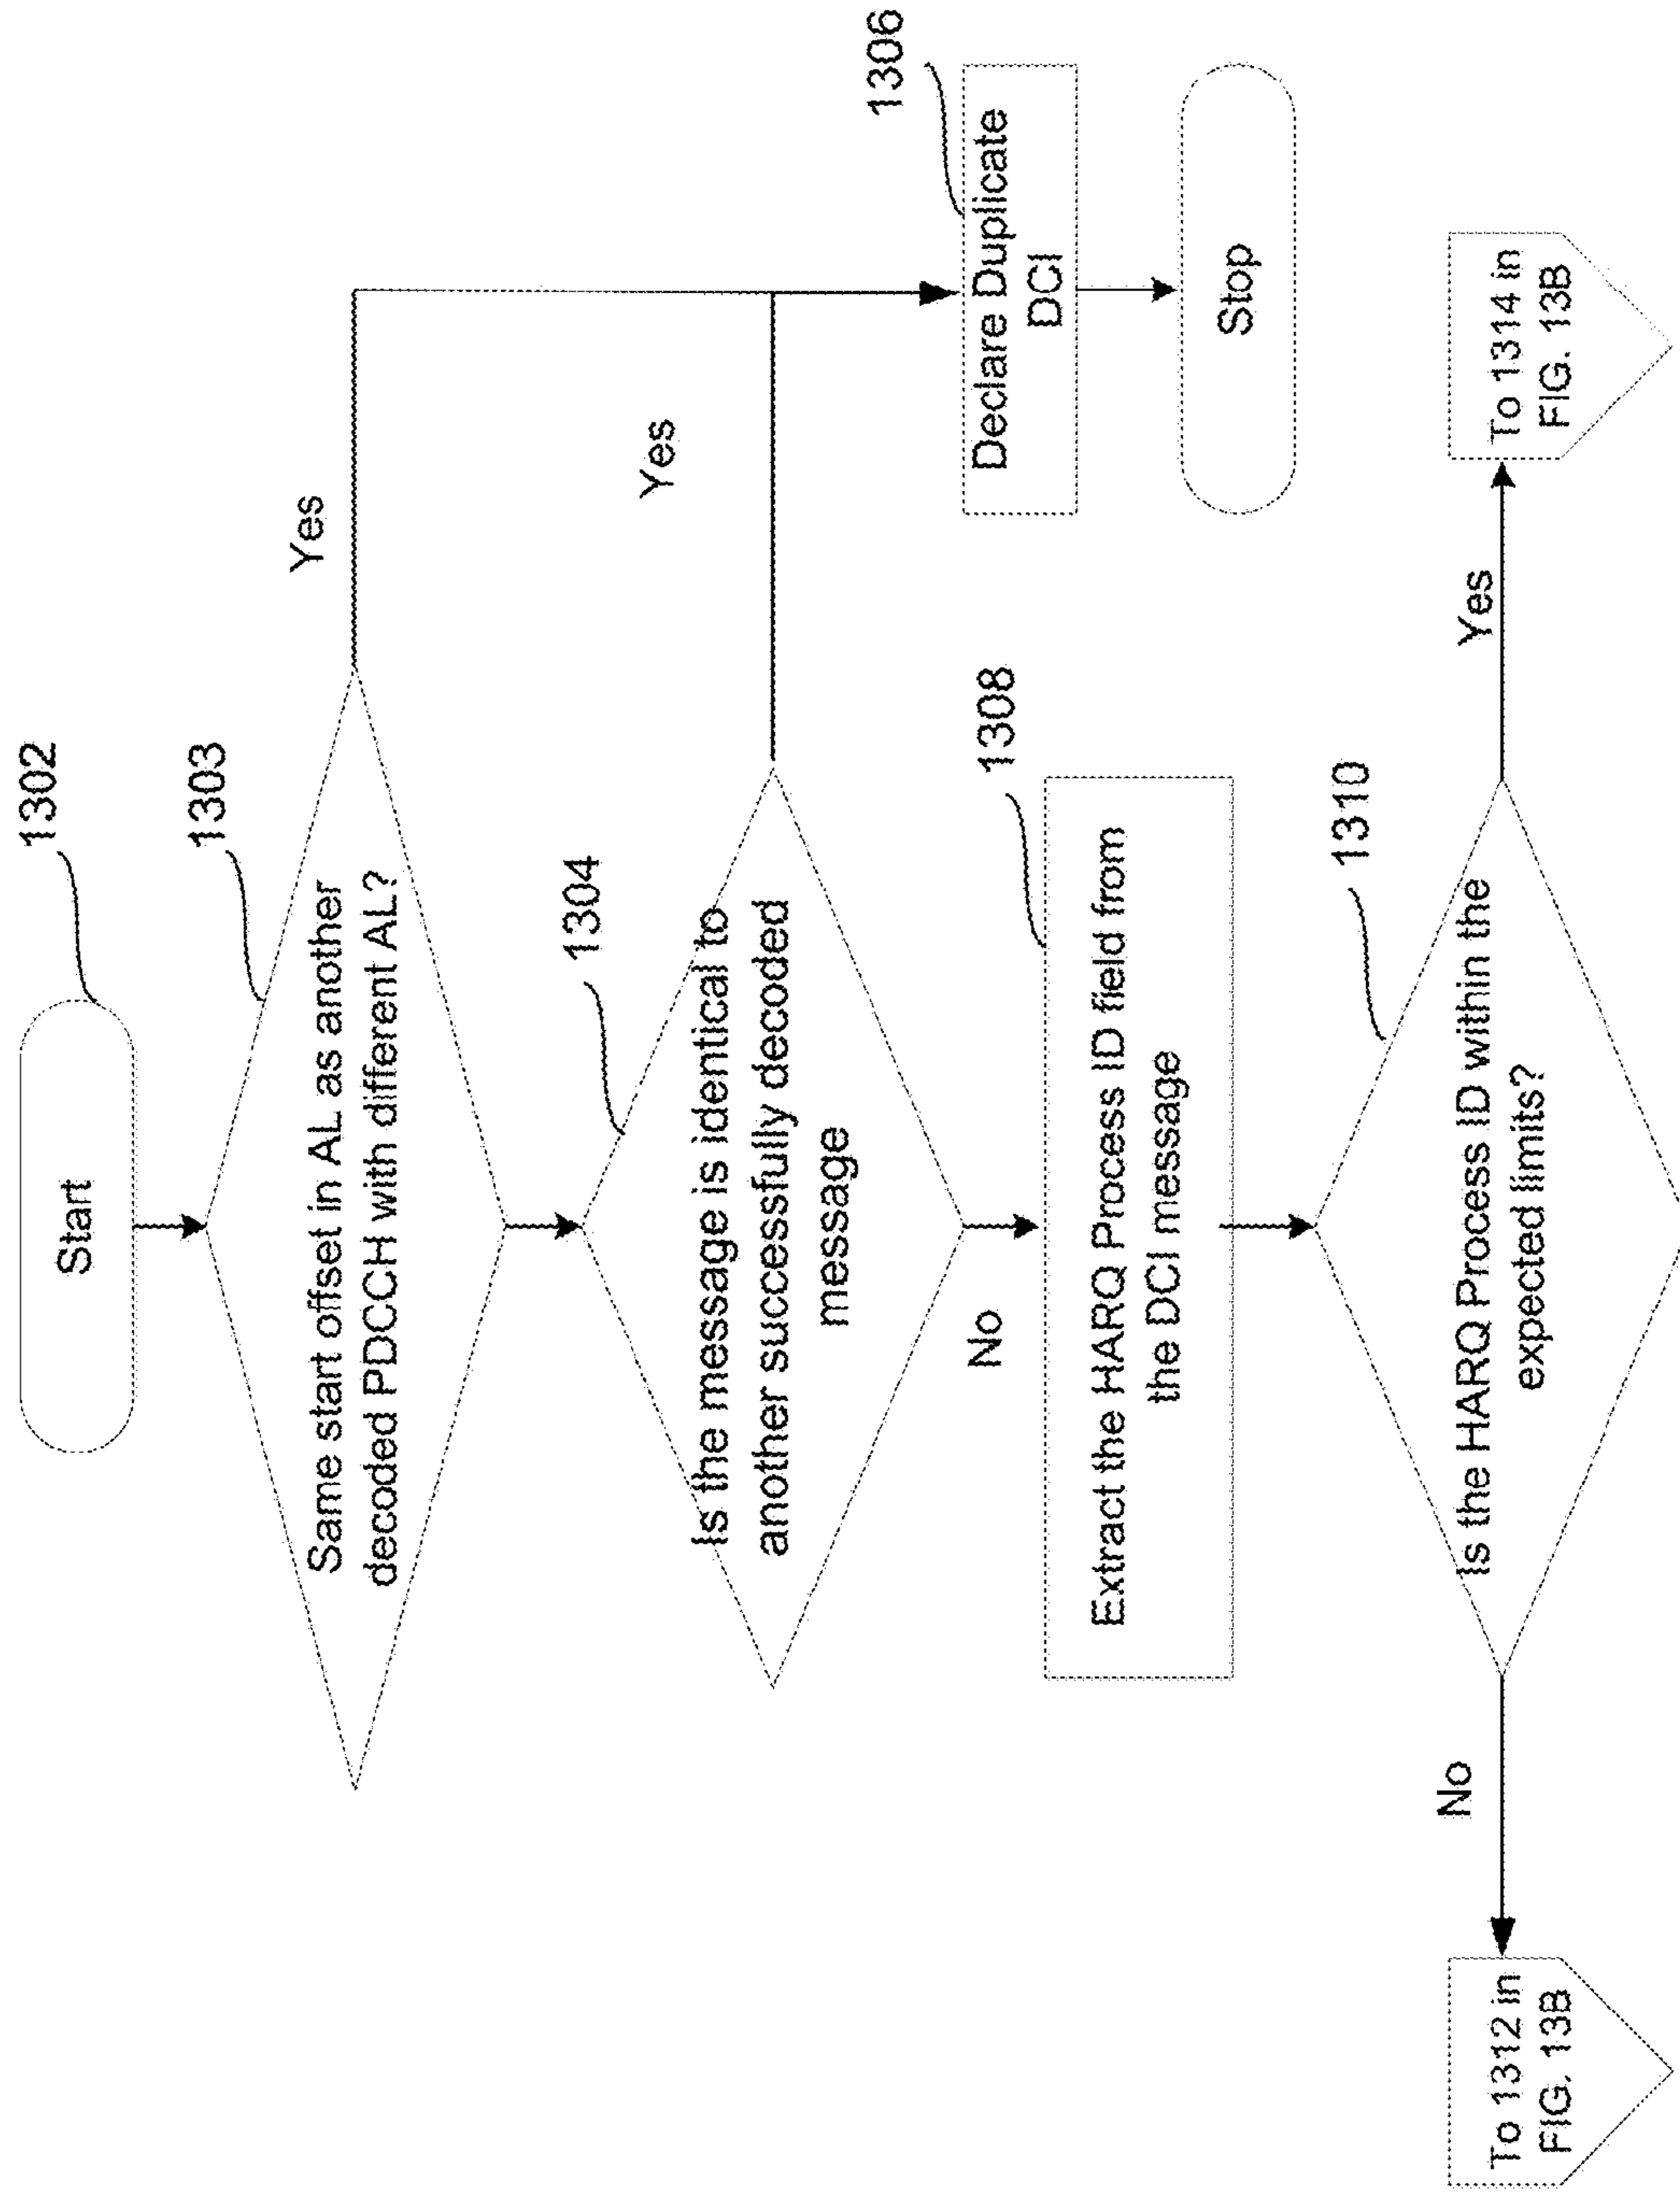 1302
Start
1303
Same start offset in AL as another
decoded PDCCH with different AL?
Yes
1304
Is the message is identical to
another successfully decoded
message
Yes
1306
Declare Duplicate
DCI
Stop
No
1308
Extract the HARQ Process ID field from
the DCI message
1310
Is the HARQ Process ID within the
expected limits?
No
Yes
To 1312 in
FIG. 13B
To 1314 in
FIG. 13B